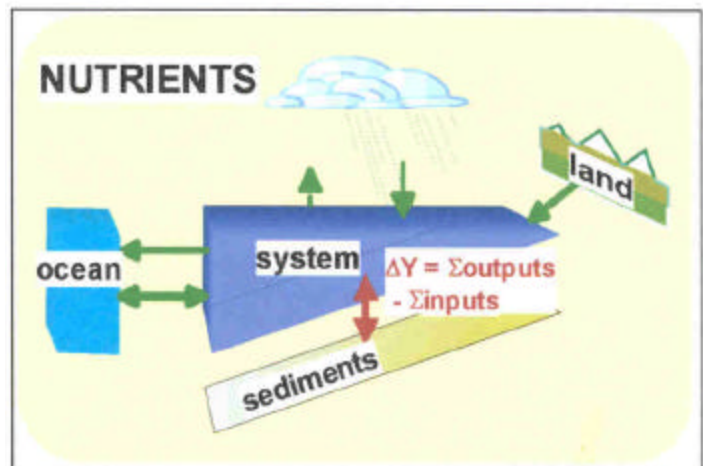 NUTRIENTS
land
ocean
system
ΔY = Σoutputs
- Σinputs
sediments